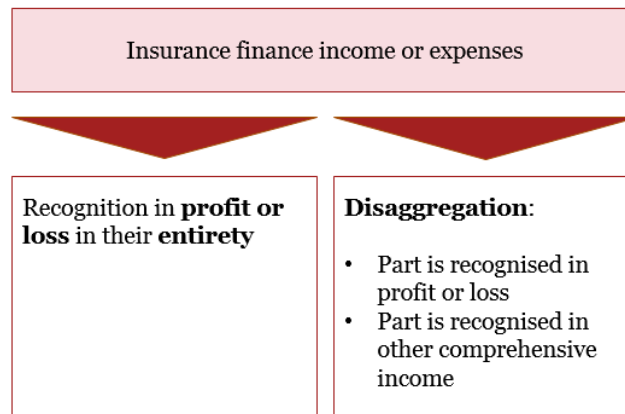 Insurance finance income or expenses
Recognition in profit or
loss in their entirety
Disaggregation:
• Part is recognised in
profit or loss
• Part is recognised in
other comprehensive
income